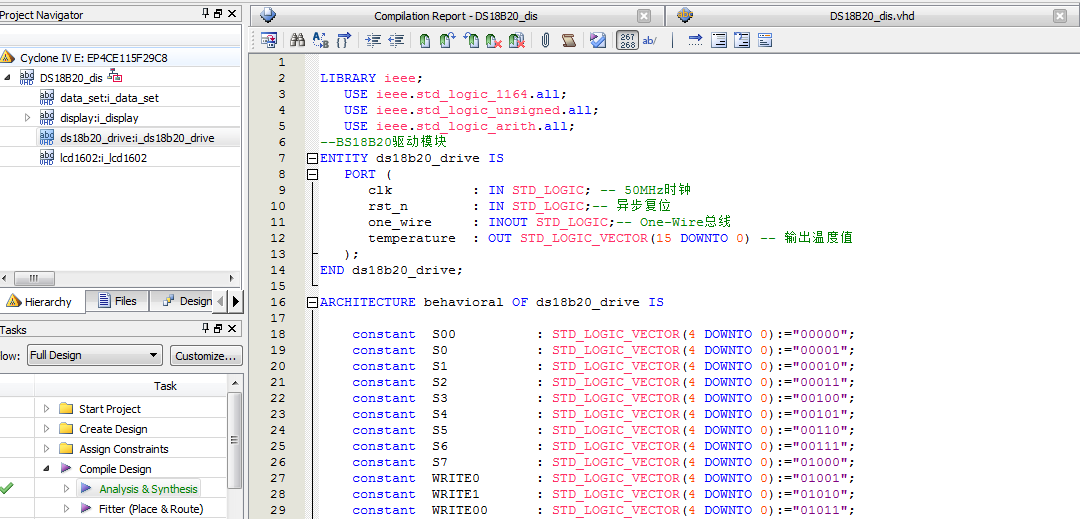 Project Navigator
Cyclone IV E: EP4CE115F29C8
DS18B20_dis
data_set:i_data_set
display:i_display
ds18b20_drive:i_ds18b20_drive
lcd1602:i_lcd1602
Hierarchy
Files
Design
Tasks
low:
Full Design
Customize...
Task
Start Project
Create Design
Assign Constraints
Compile Design
Analysis & Synthesis
Fitter (Place & Route)
Compilation Report - DS18B20_dis
DS18B20_dis.vhd
267
268
ab/
1
2 LIBRARY ieee;
3 USE ieee.std_logic_1164.all;
4 USE ieee.std_logic_unsigned.all;
5 USE ieee.std_logic_arith.all;
6 --BS18B20驱动模块
7 ENTITY ds18b20_drive IS
8 PORT (
9 clk : IN STD_LOGIC; -- 50MHz时钟
10 rst_n : IN STD_LOGIC;-- 异步复位
11 one_wire : INOUT STD_LOGIC;-- One-Wire总线
12 temperature : OUT STD_LOGIC_VECTOR(15 DOWNTO 0) -- 输出温度值
13 );
14 END ds18b20_drive;
15
16 ARCHITECTURE behavioral OF ds18b20_drive IS
17
18 constant S00 : STD_LOGIC_VECTOR(4 DOWNTO 0):="00000";
19 constant S0 : STD_LOGIC_VECTOR(4 DOWNTO 0):="00001";
20 constant S1 : STD_LOGIC_VECTOR(4 DOWNTO 0):="00010";
21 constant S2 : STD_LOGIC_VECTOR(4 DOWNTO 0):="00011";
22 constant S3 : STD_LOGIC_VECTOR(4 DOWNTO 0):="00100";
23 constant S4 : STD_LOGIC_VECTOR(4 DOWNTO 0):="00101";
24 constant S5 : STD_LOGIC_VECTOR(4 DOWNTO 0):="00110";
25 constant S6 : STD_LOGIC_VECTOR(4 DOWNTO 0):="00111";
26 constant S7 : STD_LOGIC_VECTOR(4 DOWNTO 0):="01000";
27 constant WRITE0 : STD_LOGIC_VECTOR(4 DOWNTO 0):="01001";
28 constant WRITE1 : STD_LOGIC_VECTOR(4 DOWNTO 0):="01010";
29 constant WRITE00 : STD_LOGIC_VECTOR(4 DOWNTO 0):="01011";